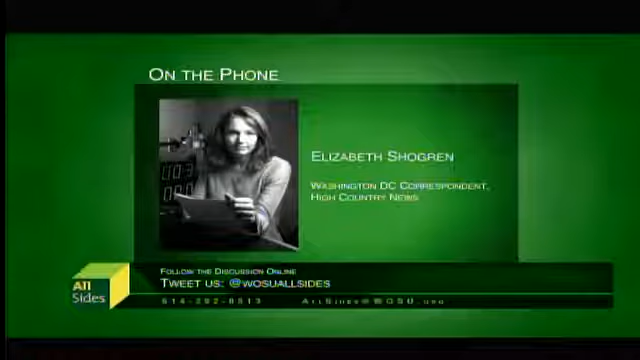 On the Phone
Elizabeth Shogren
Washington DC Correspondent,
High Country News
All
Sides
Follow the Discussion Online
Tweet us: @wosuallsides
614-292-8513 AllSides@WOSU.org